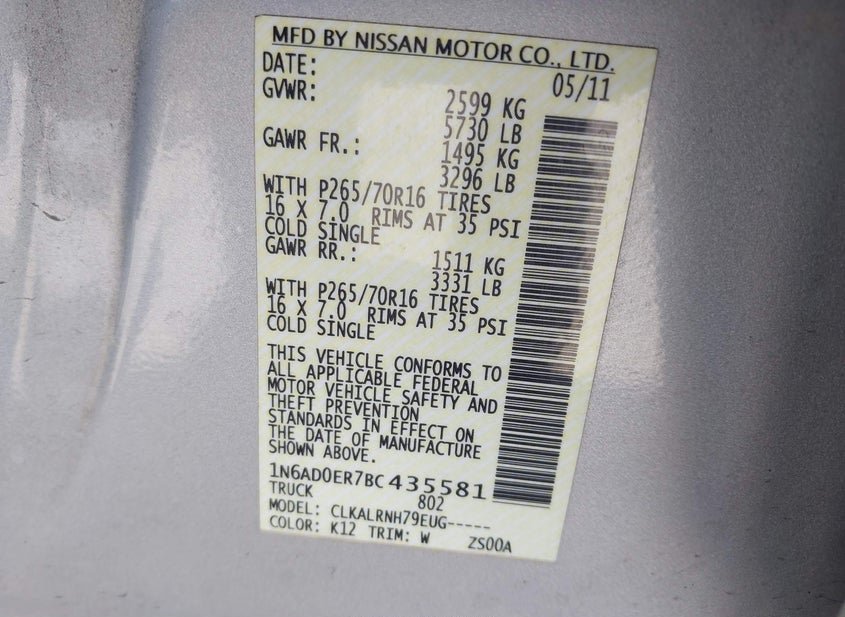 MFD BY NISSAN MOTOR CO., LTD.
DATE: 05/11
GVWR: 2599 KG
5730 LB
GAWR FR.: 1495 KG
3296 LB
WITH P265/70R16 TIRES
16 X 7.0 RIMS AT 35 PSI
COLD SINGLE
GAWR RR.: 1511 KG
3331 LB
WITH P265/70R16 TIRES
16 X 7.0 RIMS AT 35 PSI
COLD SINGLE
THIS VEHICLE CONFORMS TO
ALL APPLICABLE FEDERAL
MOTOR VEHICLE SAFETY AND
THEFT PREVENTION
STANDARDS IN EFFECT ON
THE DATE OF MANUFACTURE
SHOWN ABOVE.
1N6AD0ER7BC435581
TRUCK 802
MODEL: CLKALRNH79EUG-----
COLOR: K12 TRIM: W ZS00A